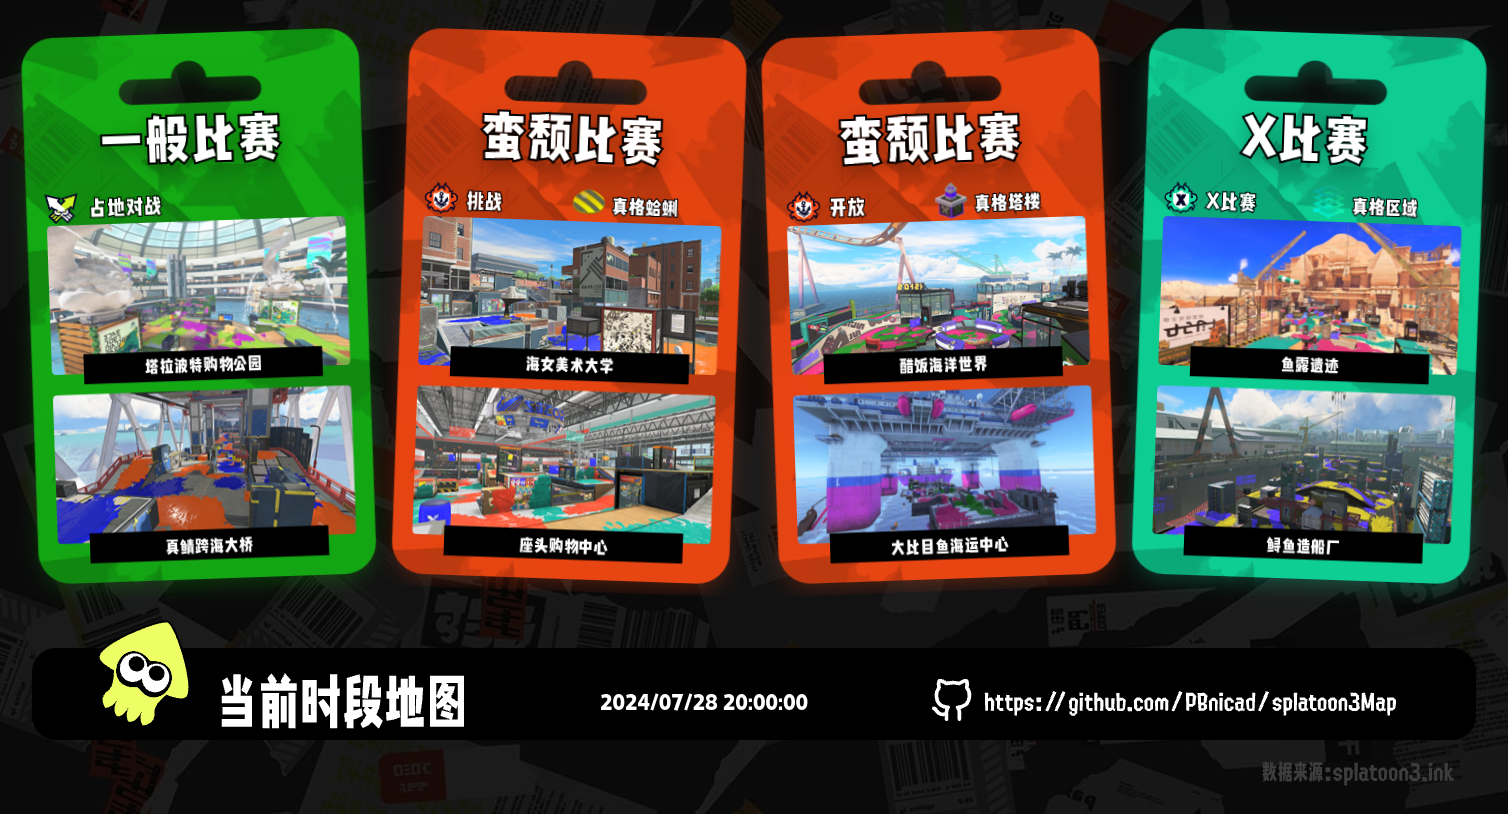 一般比赛
占地对战
塔拉波特购物公园
真鲭跨海大桥
蛮颓比赛
挑战
真格蛤蜊
海女美术大学
座头购物中心
蛮颓比赛
开放
真格塔楼
醋饭海洋世界
大比目鱼海运中心
X比赛
X比赛
真格区域
鱼露遗迹
鲟鱼造船厂
当前时段地图
2024/07/28 20:00:00
https://github.com/PBnicad/splatoon3Map
数据来源:splatoon3.ink